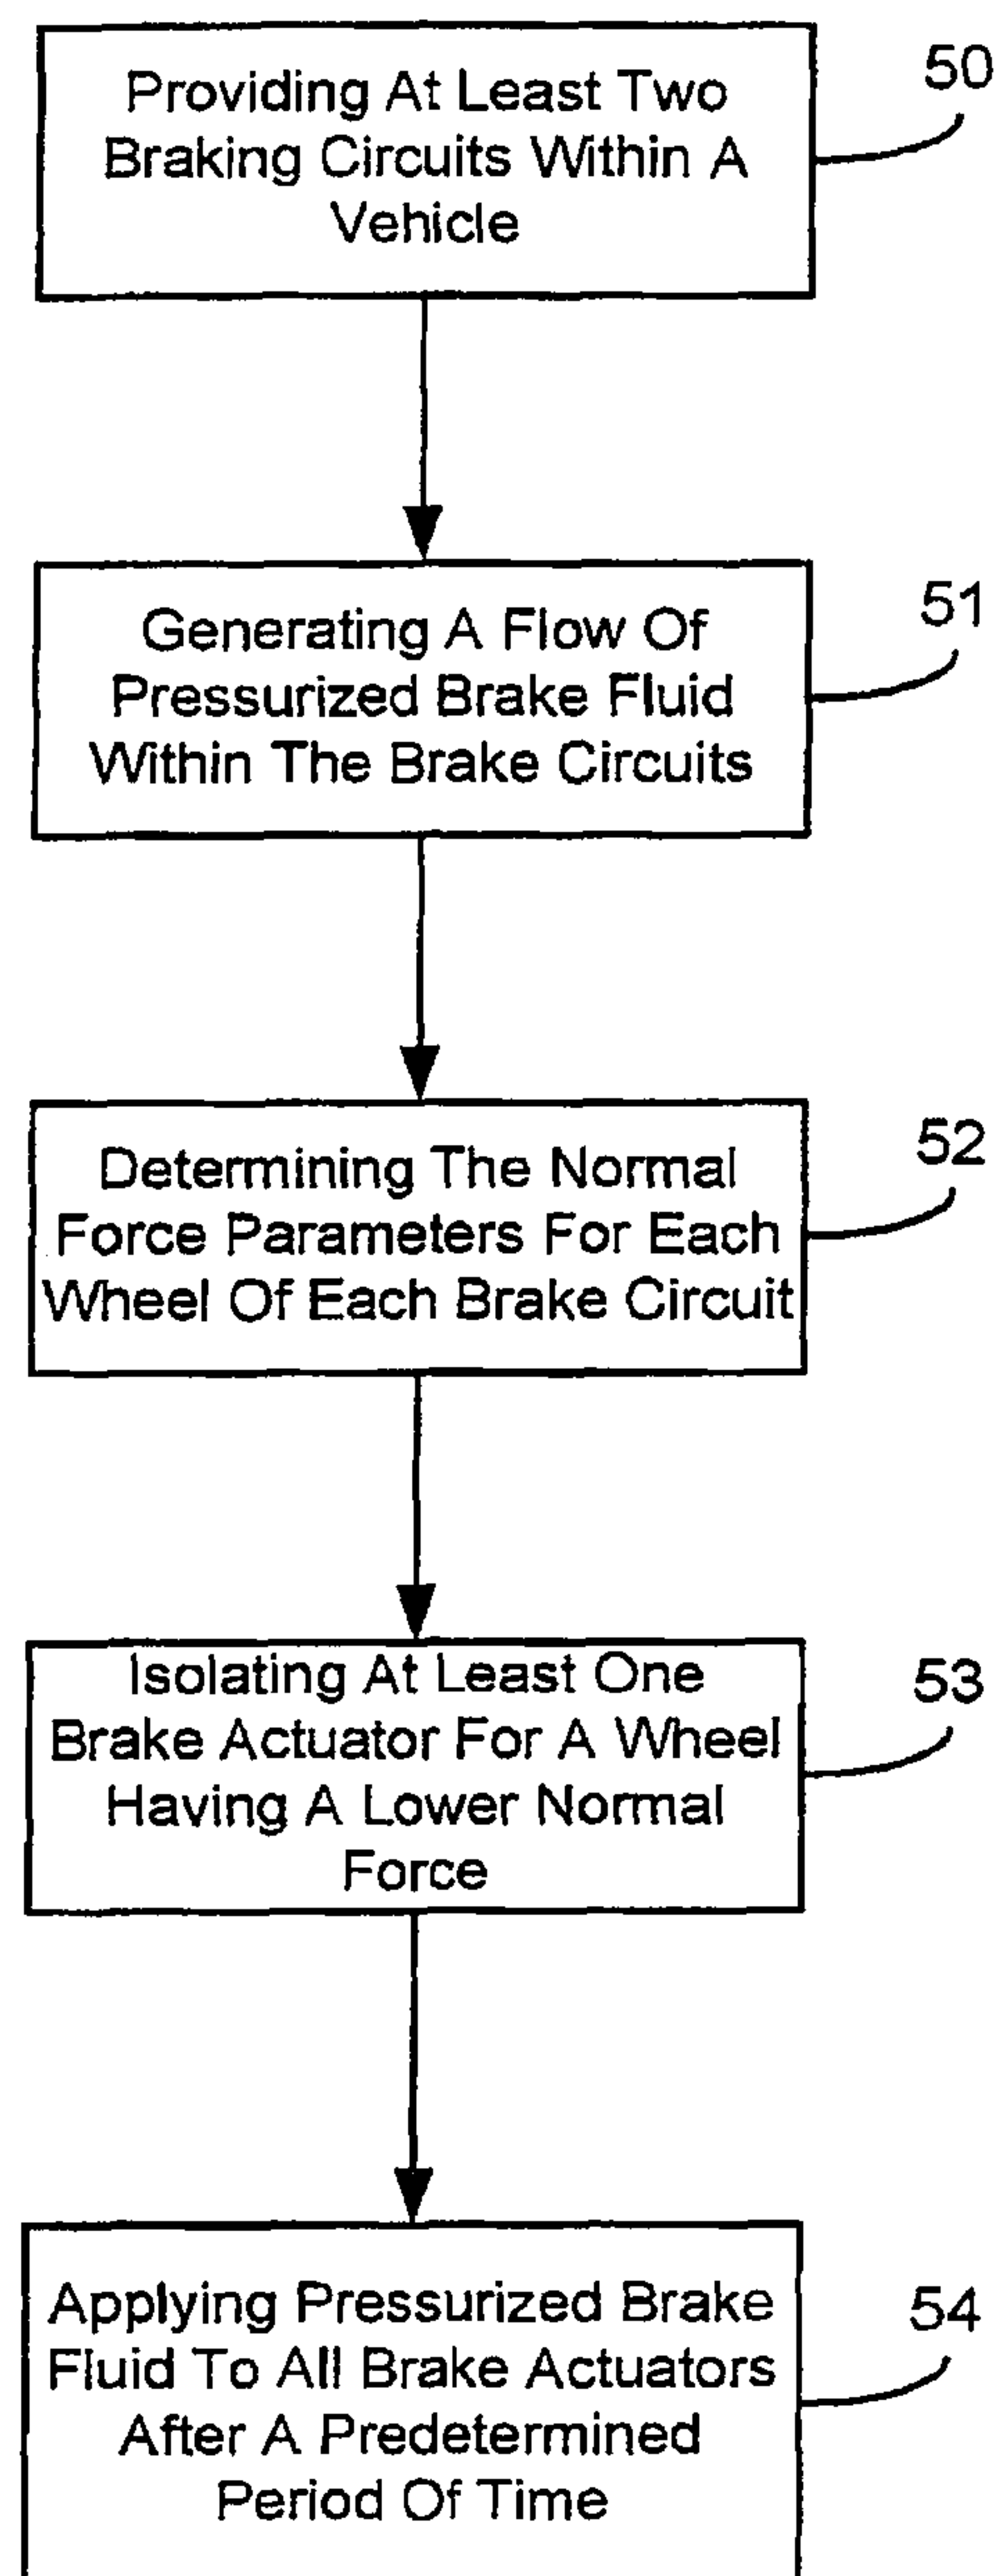 Providing At Least Two
Braking Circuits Within A
Vehicle
50
Generating A Flow Of
Pressurized Brake Fluid
Within The Brake Circuits
51
Determining The Normal
Force Parameters For Each
Wheel Of Each Brake Circuit
52
Isolating At Least One
Brake Actuator For A Wheel
Having A Lower Normal
Force
53
Applying Pressurized Brake
Fluid To All Brake Actuators
After A Predetermined
Period Of Time
54